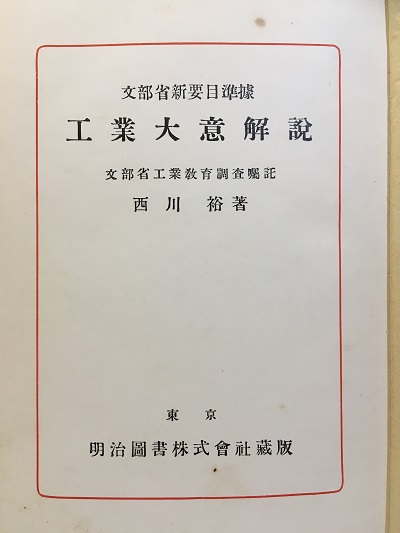 文部省新要目準據
工業大意解說
文部省工業教育調査囑託
西川裕著
東京
明治圖書株式會社藏版